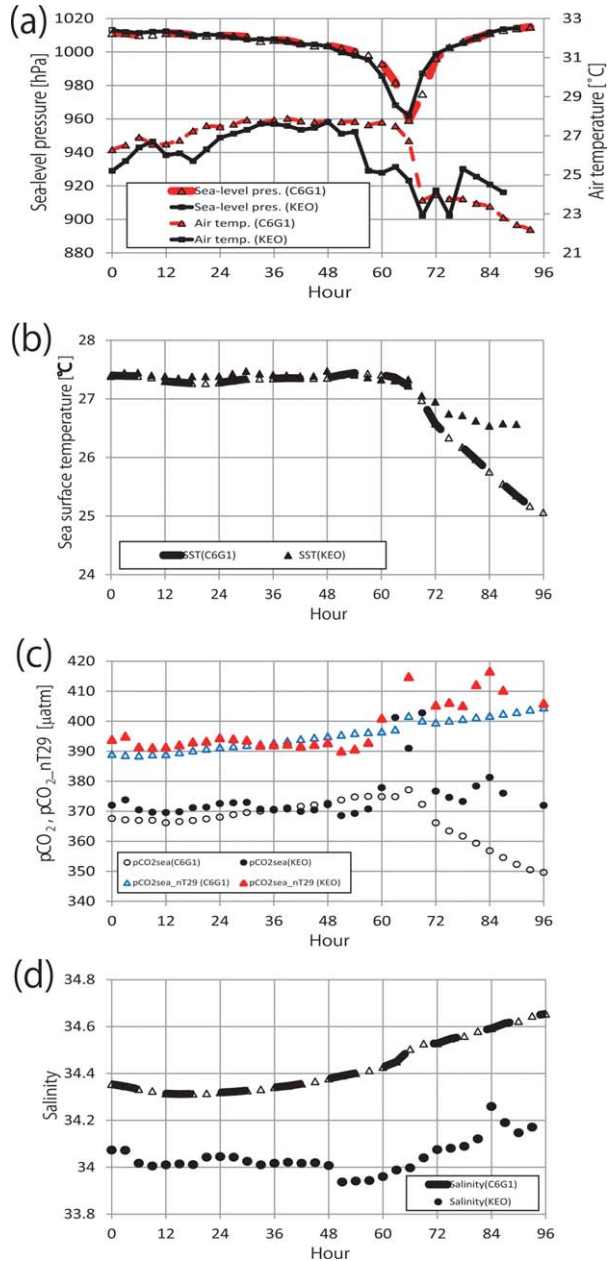 (a)
1020
1000
980
960
940
920
900
880
Sea-level pressure [hPa]
33
31
29
27
25
23
21
Air temperature [°C]
Sea-level pres. (C6G1)
Sea-level pres. (KEO)
Air temp. (C6G1)
Air temp. (KEO)
0 12 24 36 48 60 72 84 96
Hour
(b)
28
27
26
25
24
Sea surface temperature [℃]
SST(C6G1) SST(KEO)
0 12 24 36 48 60 72 84 96
Hour
(c)
420
410
400
390
380
370
360
350
340
pCO2 , pCO2_nT29 [µatm]
pCO2sea(C6G1) pCO2sea(KEO)
pCO2sea_nT29 (C6G1) pCO2sea_nT29 (KEO)
0 12 24 36 48 60 72 84 96
Hour
(d)
34.8
34.6
34.4
34.2
34
33.8
Salinity
Salinity(C6G1)
Salinity(KEO)
0 12 24 36 48 60 72 84 96
Hour